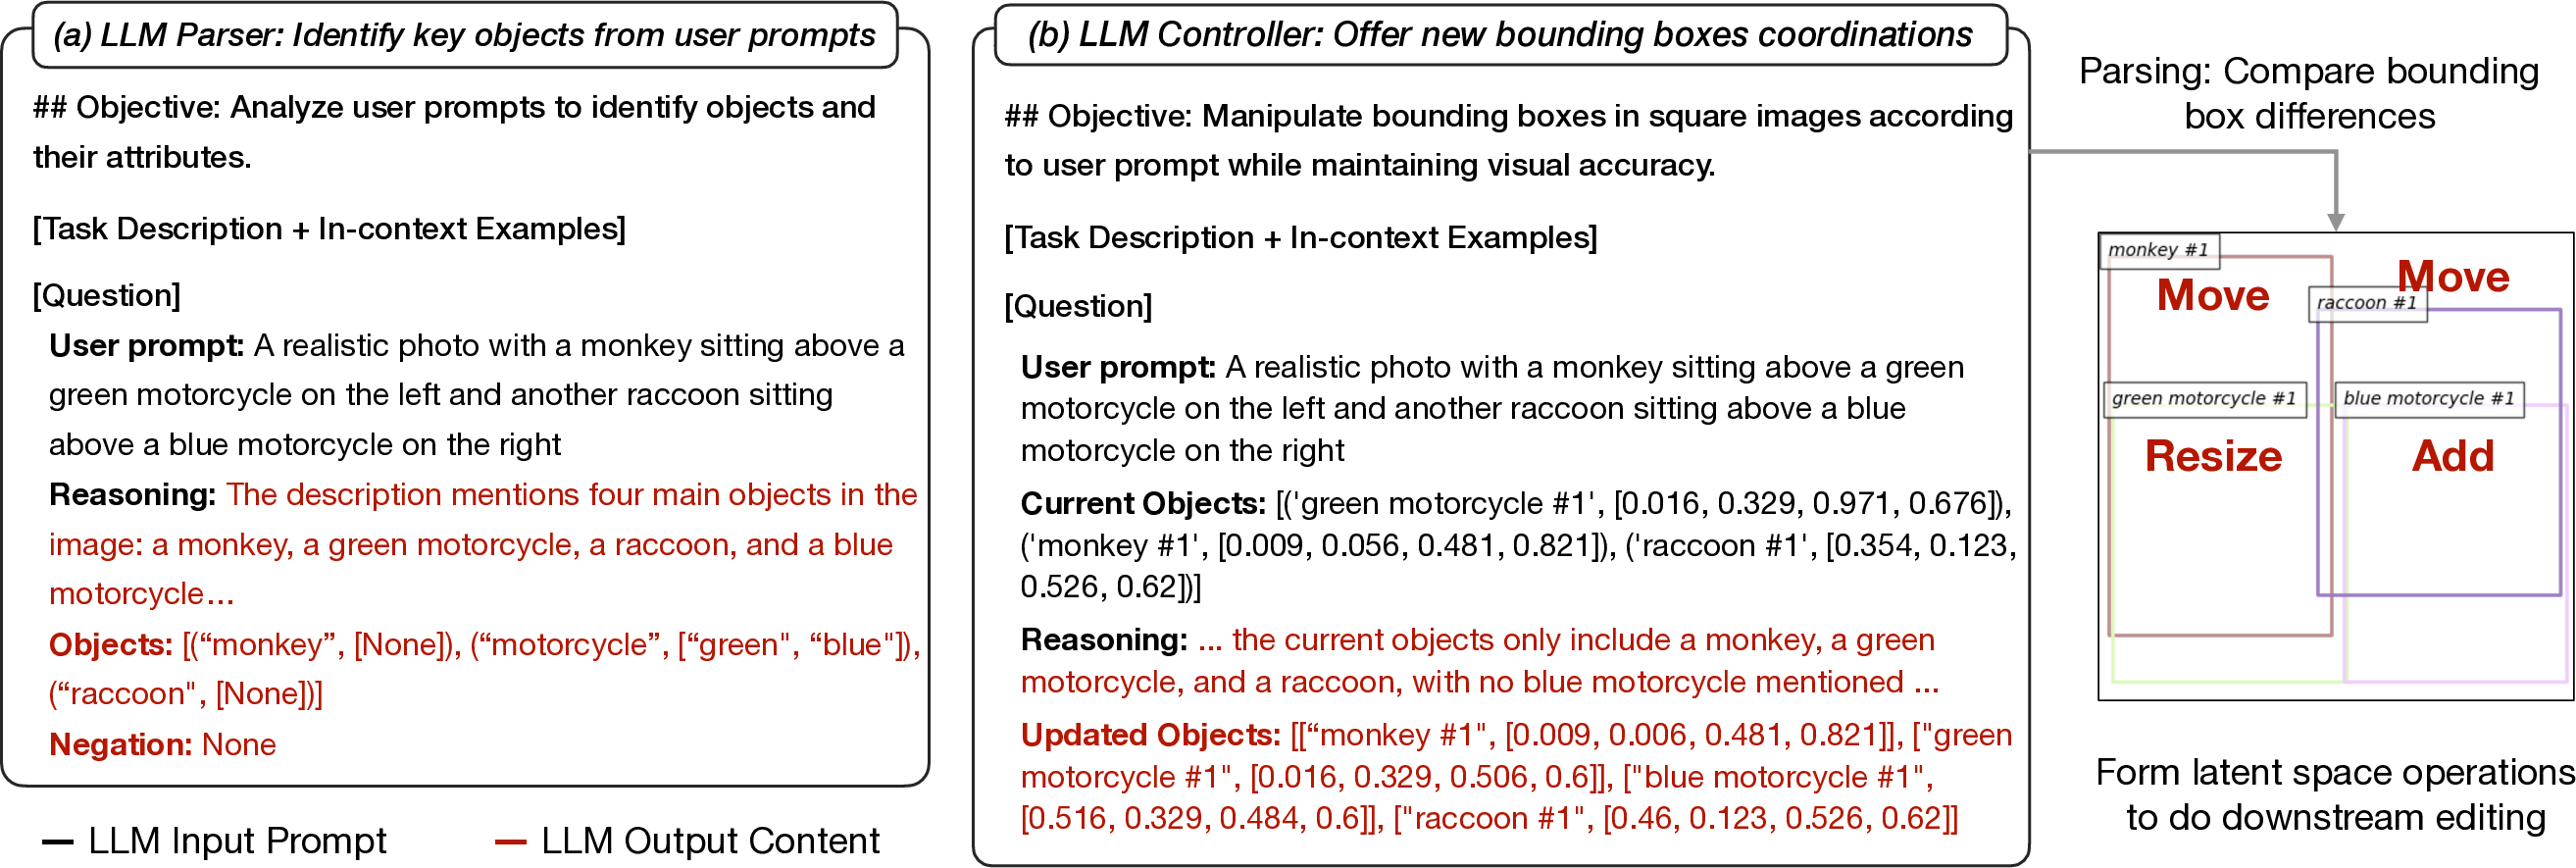 (a) LLM Parser: Identify key objects from user prompts
## Objective: Analyze user prompts to identify objects and
their attributes.
[Task Description + In-context Examples]
[Question]
User prompt: A realistic photo with a monkey sitting above a
green motorcycle on the left and another raccoon sitting
above a blue motorcycle on the right
Reasoning: The description mentions four main objects in the
image: a monkey, a green motorcycle, a raccoon, and a blue
motorcycle...
Objects: [(“monkey”, [None]), (“motorcycle”, [“green", “blue"]),
(“raccoon", [None])]
Negation: None
LLM Input Prompt
LLM Output Content
(b) LLM Controller: Offer new bounding boxes coordinations
## Objective: Manipulate bounding boxes in square images according
to user prompt while maintaining visual accuracy.
[Task Description + In-context Examples]
[Question]
User prompt: A realistic photo with a monkey sitting above a green
motorcycle on the left and another raccoon sitting above a blue
motorcycle on the right
Current Objects: [('green motorcycle #1', [0.016, 0.329, 0.971, 0.676]),
('monkey #1', [0.009, 0.056, 0.481, 0.821]), ('raccoon #1', [0.354, 0.123,
0.526, 0.62])]
Reasoning: ... the current objects only include a monkey, a green
motorcycle, and a raccoon, with no blue motorcycle mentioned ...
Updated Objects: [[“monkey #1", [0.009, 0.006, 0.481, 0.821]], ["green
motorcycle #1", [0.016, 0.329, 0.506, 0.6]], ["blue motorcycle #1",
[0.516, 0.329, 0.484, 0.6]], ["raccoon #1", [0.46, 0.123, 0.526, 0.62]]
Parsing: Compare bounding
box differences
monkey #1
Move
Move
raccoon #1
green motorcycle #1
blue motorcycle #1
Resize
Add
Form latent space operations
to do downstream editing